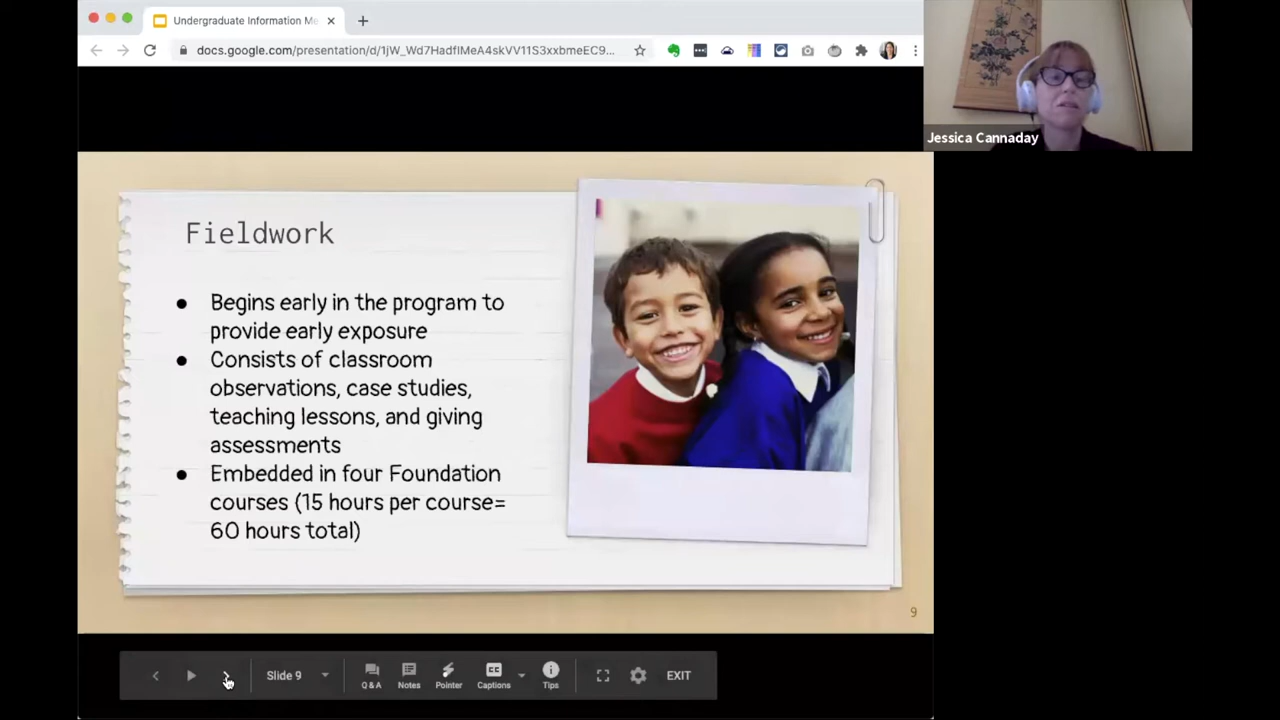 Undergraduate Information Me
docs.google.com/presentation/d/1jW_Wd7HadfIMeA4skVV11S3xxbmeEC9...
Jessica Cannaday
Fieldwork
● Begins early in the program to
provide early exposure
● Consists of classroom
observations, case studies,
teaching lessons, and giving
assessments
● Embedded in four Foundation
courses (15 hours per course=
60 hours total)
9
Slide 9
Q & A
Notes
Pointer
CC
Captions
Tips
EXIT